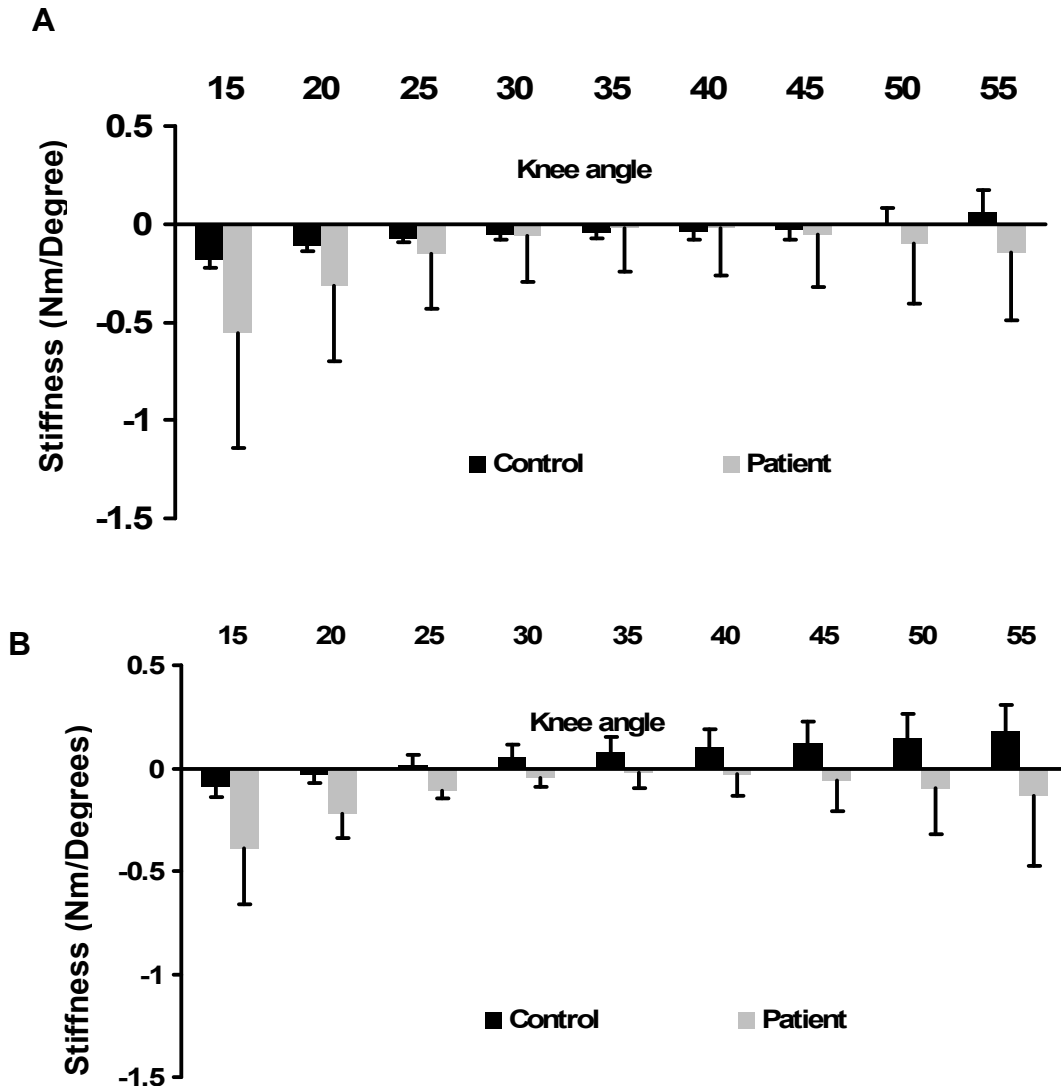 A
15 20 25 30 35 40 45 50 55
0.5
Knee angle
0
-0.5
-1
-1.5
Stiffness (Nm/Degree)
Control Patient
B
15 20 25 30 35 40 45 50 55
0.5
Knee angle
0
-0.5
-1
-1.5
Stiffness (Nm/Degrees)
Control Patient